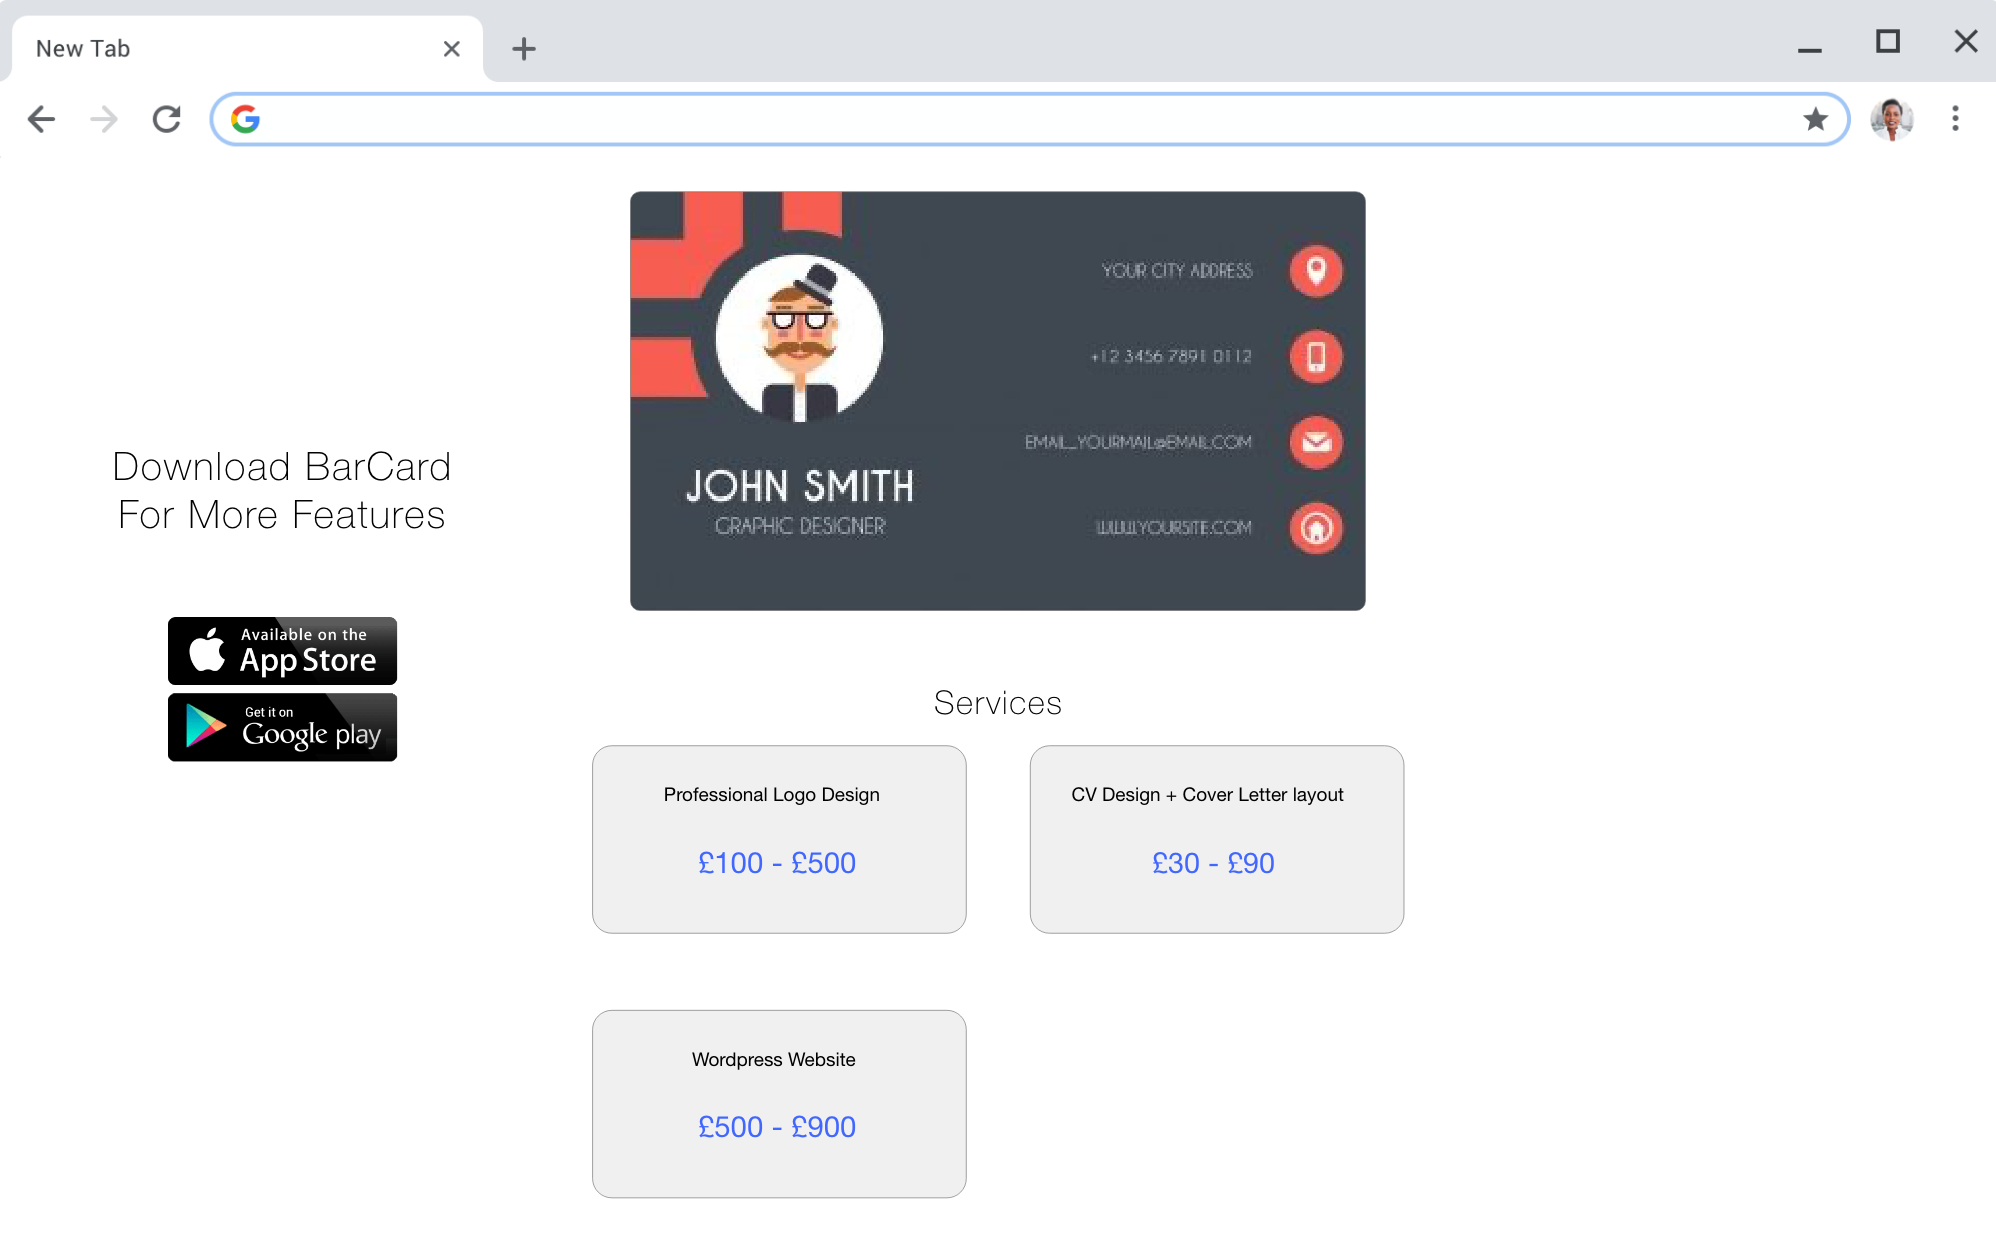 New Tab
Download BarCard
For More Features
Available on the
App Store
Get it on
Google play
JOHN SMITH
GRAPHIC DESIGNER
YOUR CITY ADDRESS
+12 3456 7891 0112
EMAIL_YOURMAIL@EMAIL.COM
WWW.YOURSITE.COM
Services
Professional Logo Design
£100 - £500
CV Design + Cover Letter layout
£30 - £90
Wordpress Website
£500 - £900